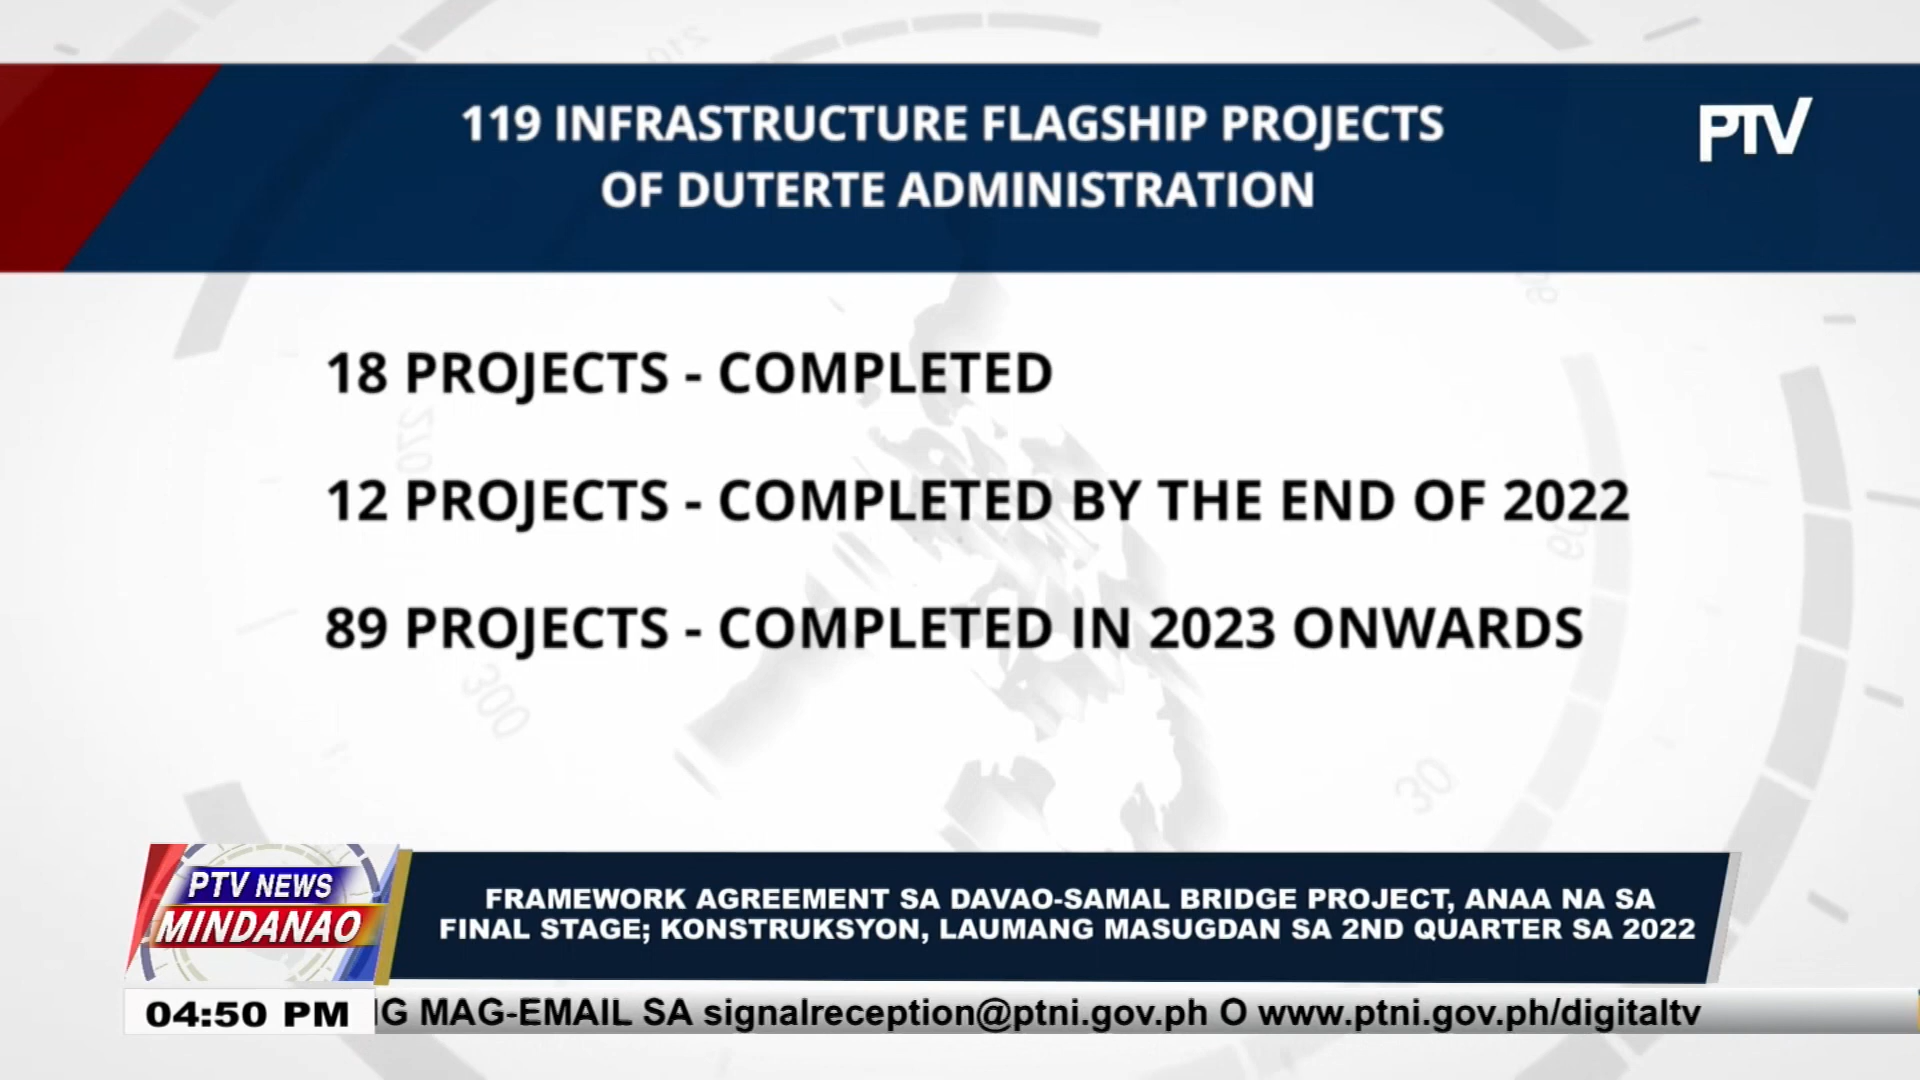 119 INFRASTRUCTURE FLAGSHIP PROJECTS
OF DUTERTE ADMINISTRATION
PTV
18 PROJECTS - COMPLETED
12 PROJECTS - COMPLETED BY THE END OF 2022
89 PROJECTS - COMPLETED IN 2023 ONWARDS
270
300
30
PTV NEWS
MINDANAO
FRAMEWORK AGREEMENT SA DAVAO-SAMAL BRIDGE PROJECT, ANAA NA SA
FINAL STAGE; KONSTRUKSYON, LAUMANG MASUGDAN SA 2ND QUARTER SA 2022
04:50 PM
G MAG-EMAIL SA signalreception@ptni.gov.ph O www.ptni.gov.ph/digitaltv